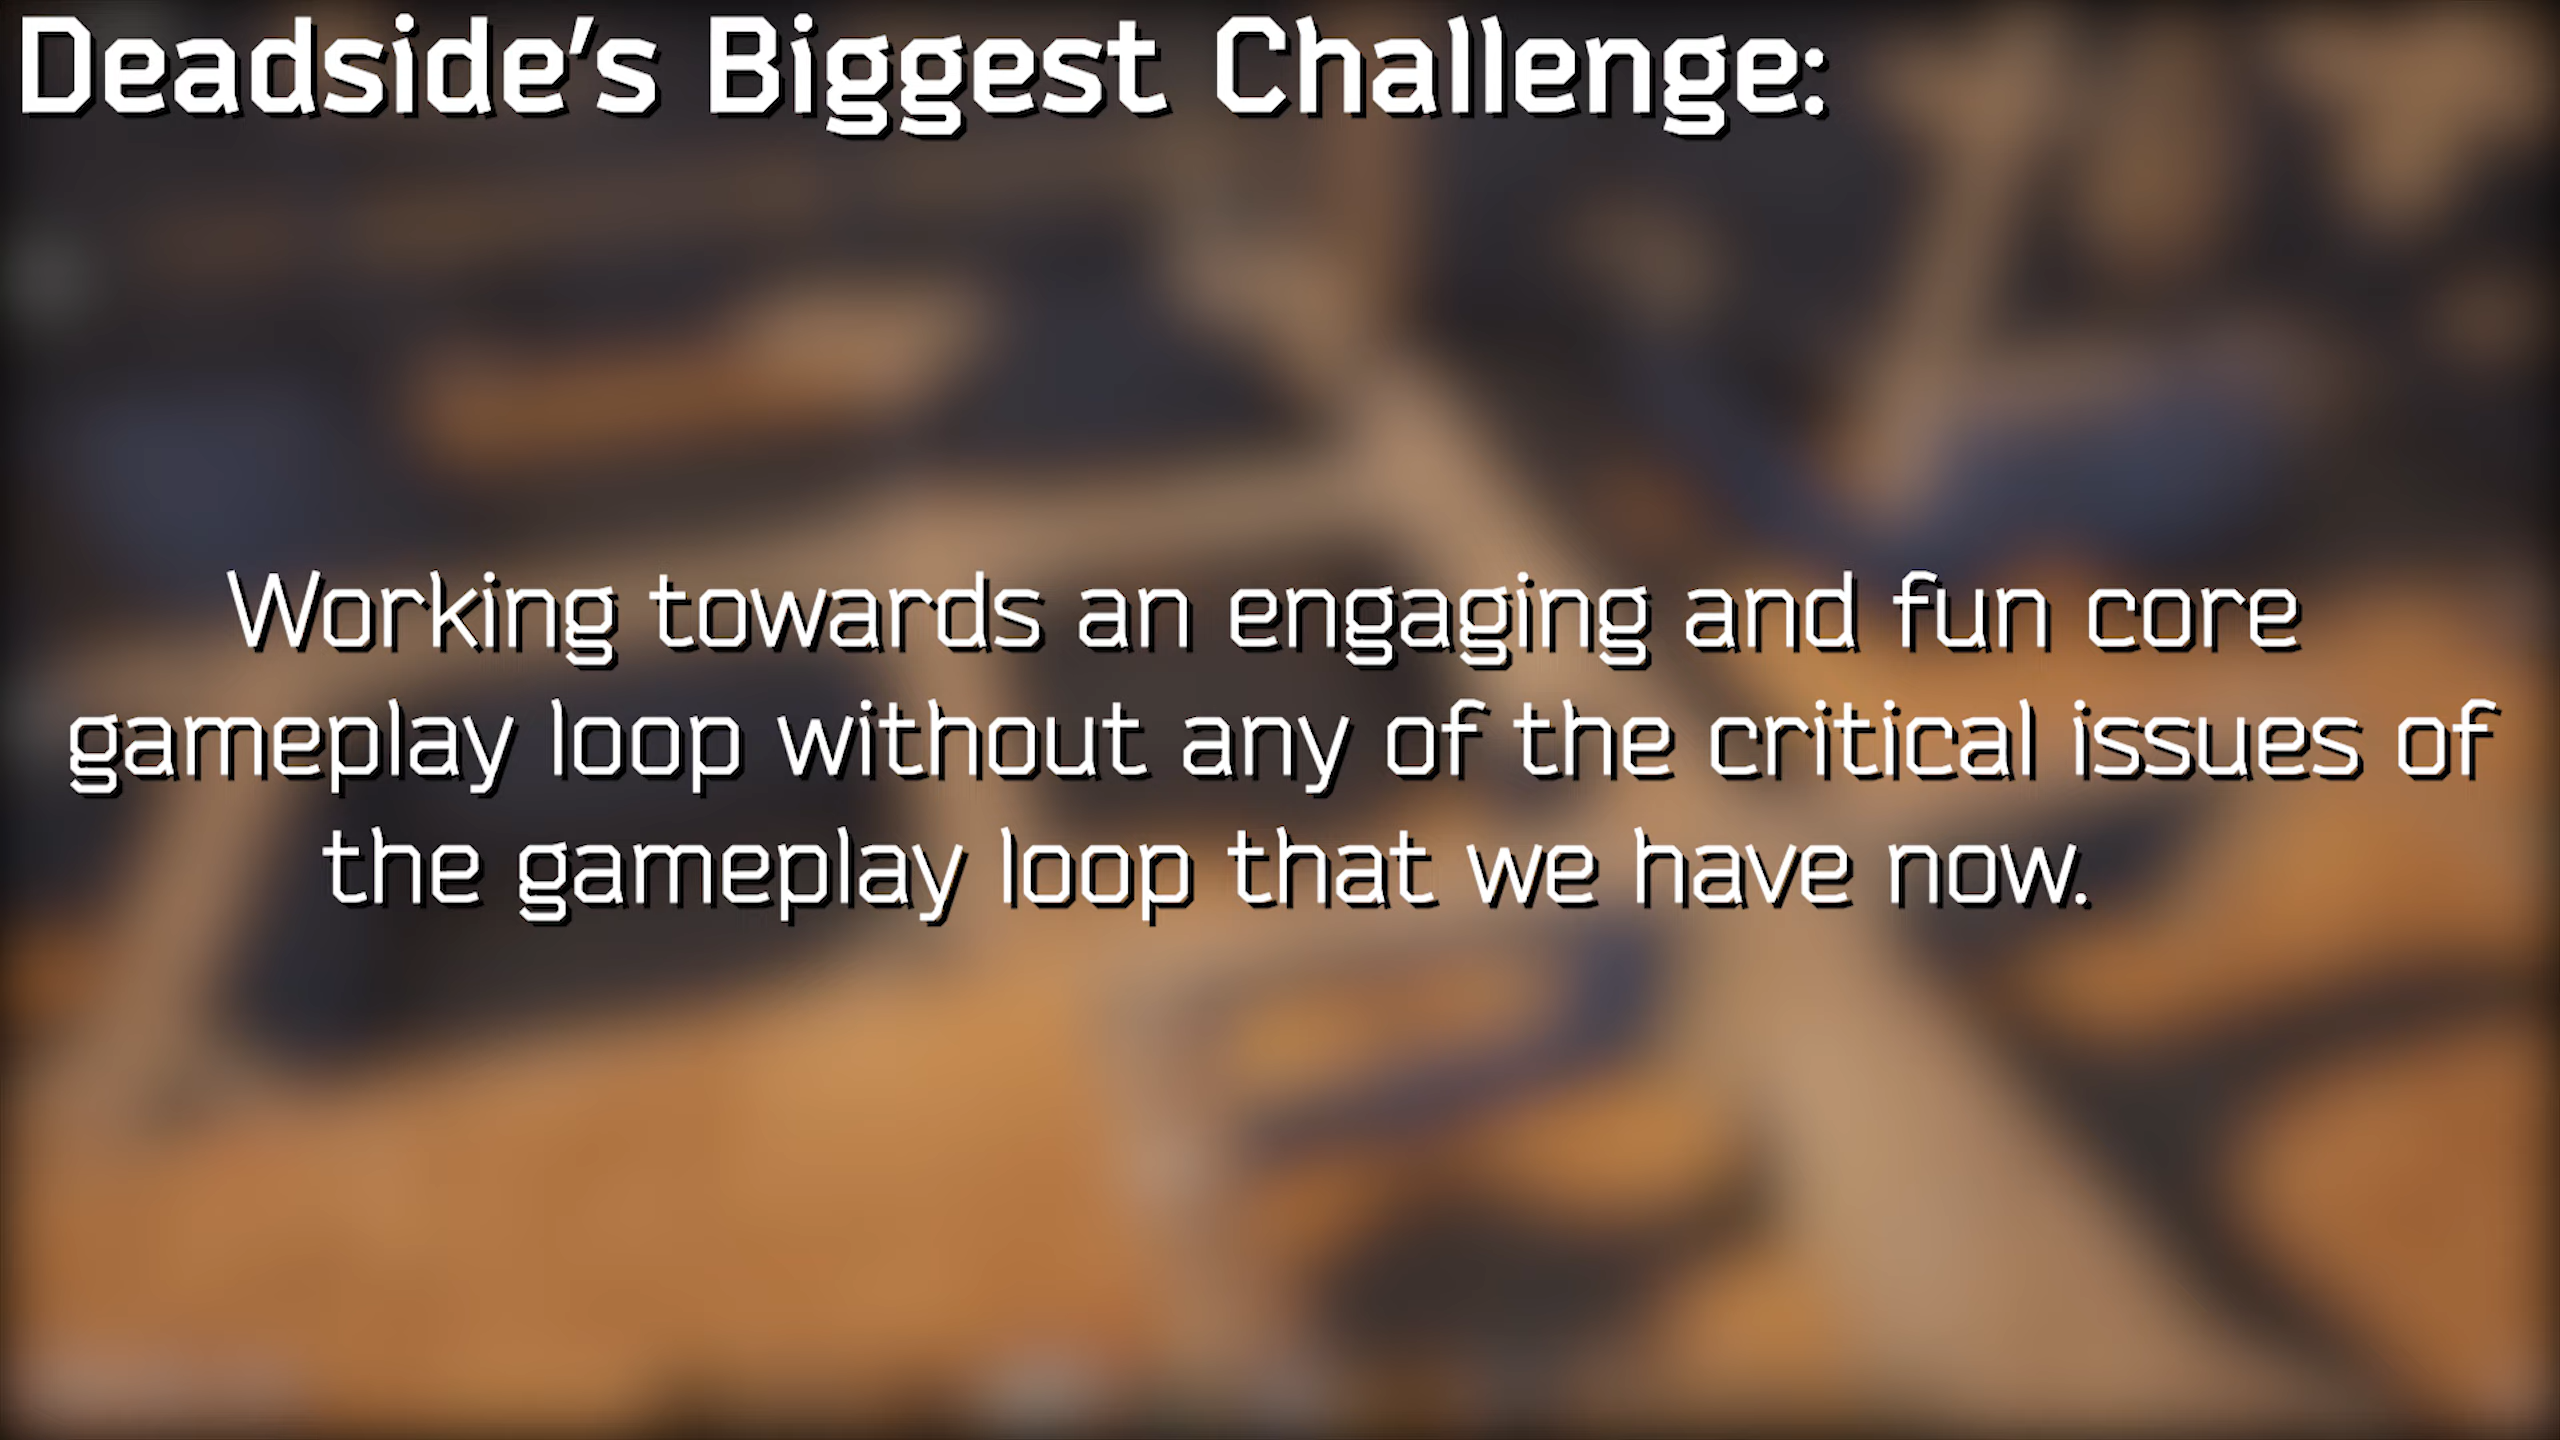 Deadside's Biggest Challenge:
Working towards an engaging and fun core
gameplay loop without any of the critical issues of
the gameplay loop that we have now.